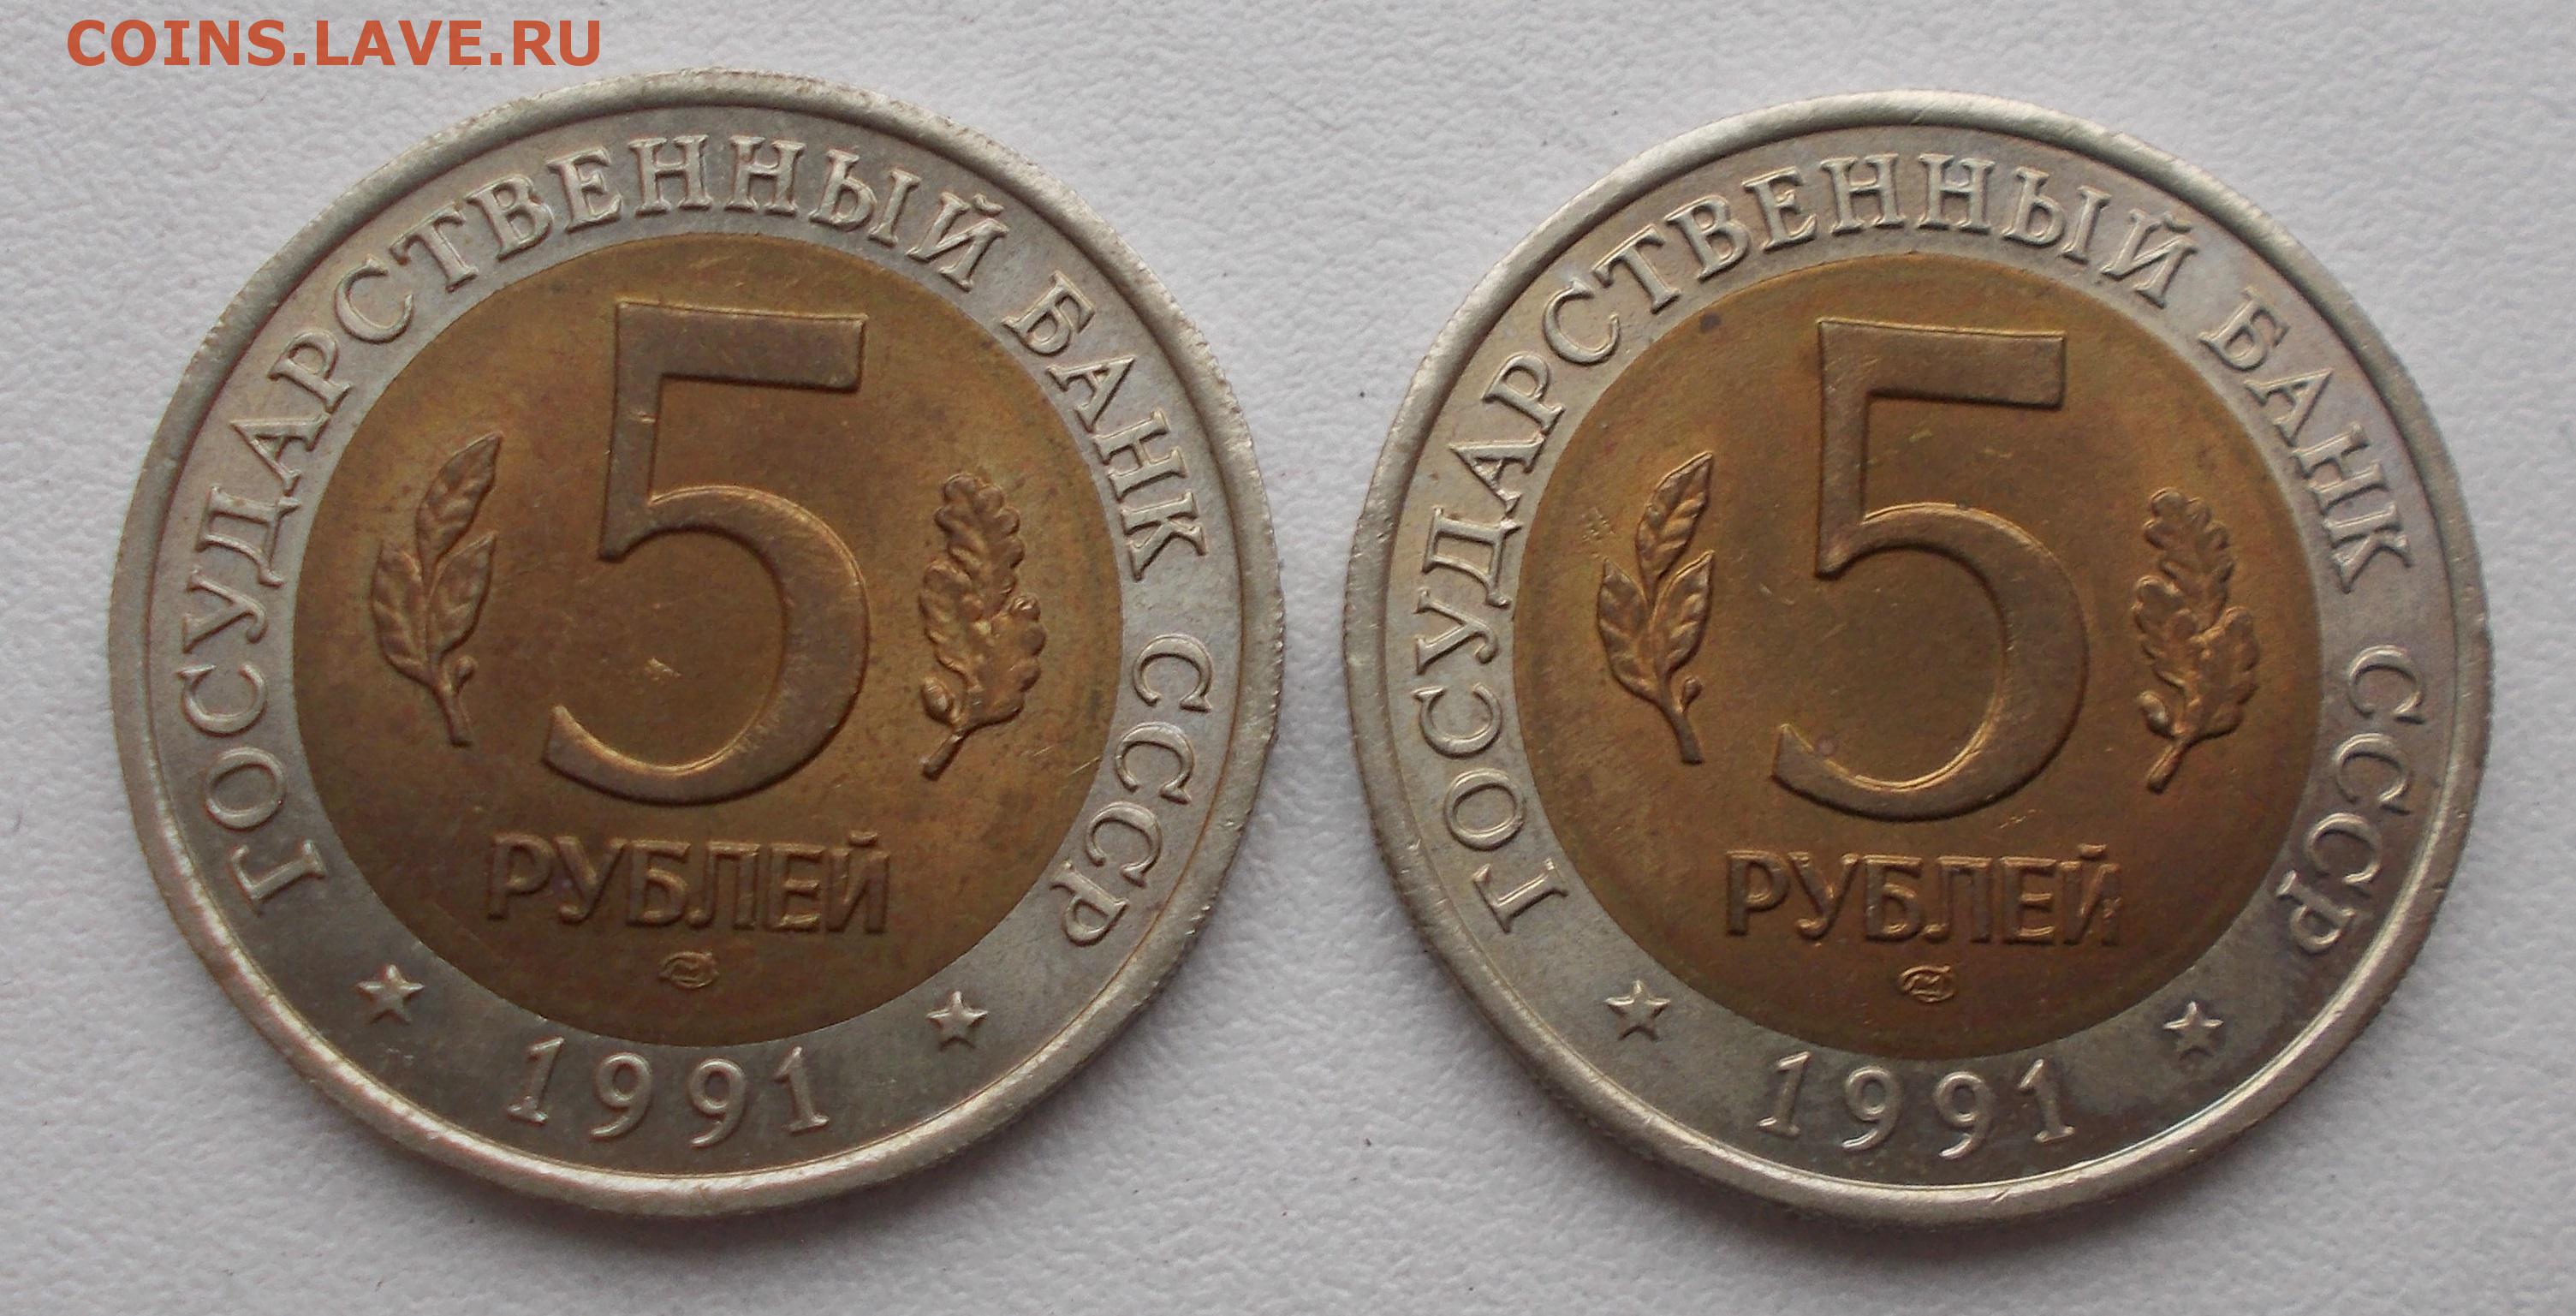 COINS.LAVE.RU
ГОСУДАРСТВЕННЫЙ БАНК СССР
5
РУБЛЕЙ
1991
ГОСУДАРСТВЕННЫЙ БАНК СССР
5
РУБЛЕЙ
1991